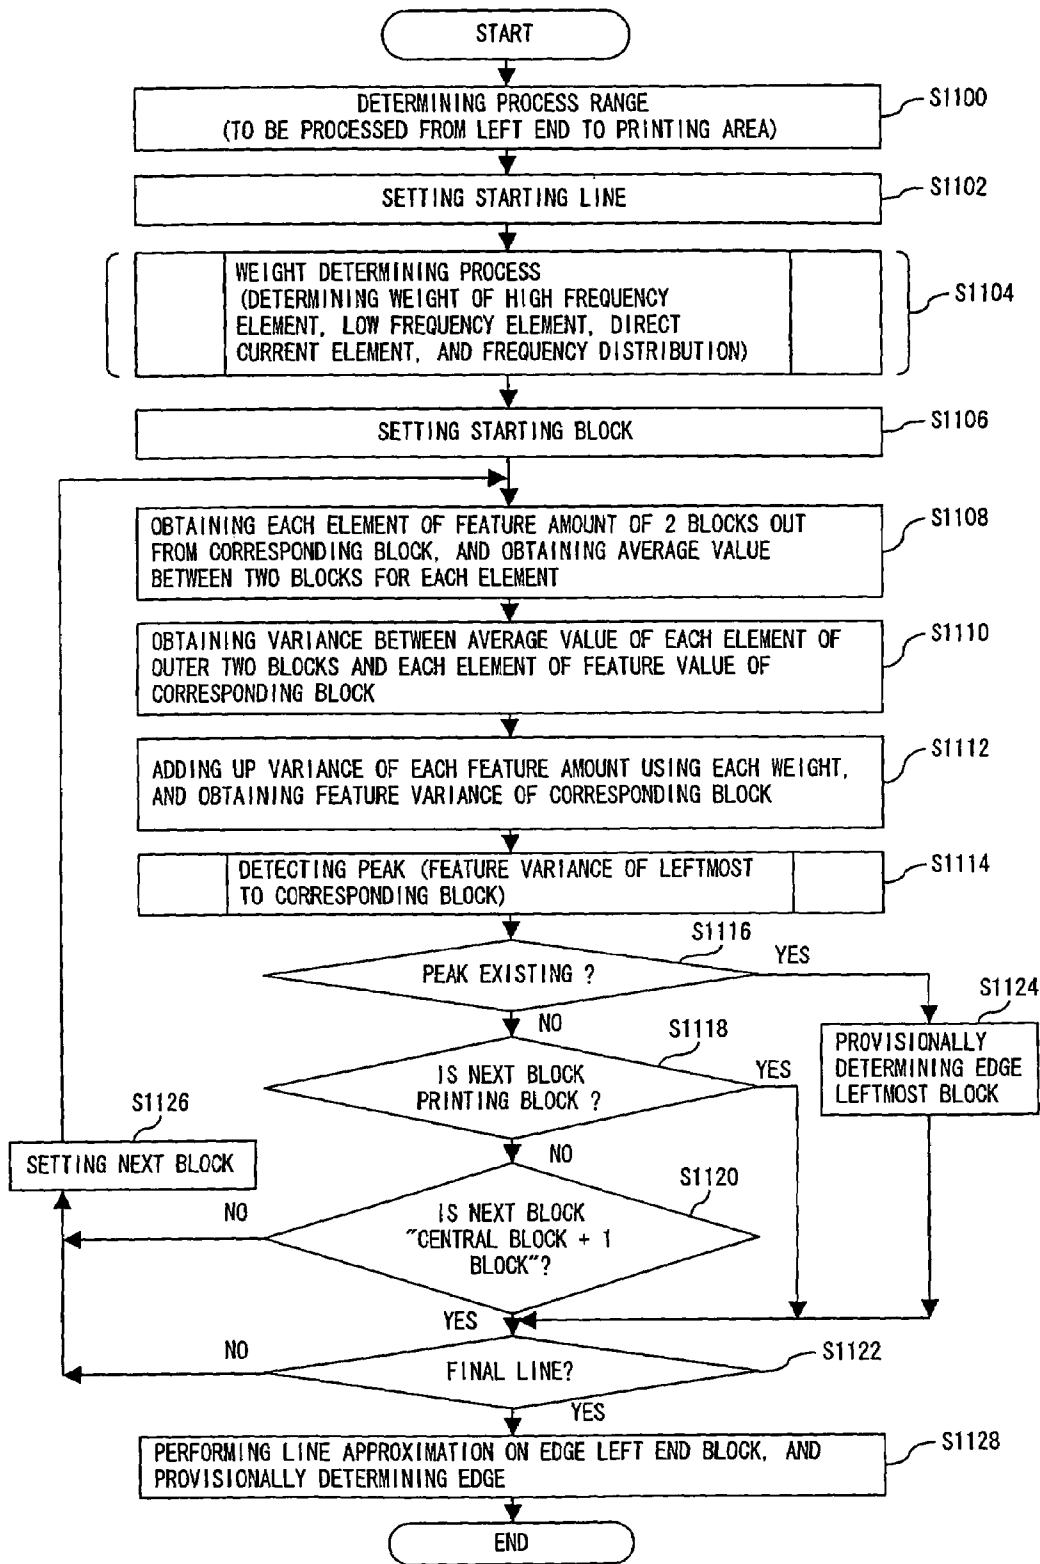 START
DETERMINING PROCESS RANGE
(TO BE PROCESSED FROM LEFT END TO PRINTING AREA)
S1100
SETTING STARTING LINE
S1102
WEIGHT DETERMINING PROCESS
(DETERMINING WEIGHT OF HIGH FREQUENCY
ELEMENT, LOW FREQUENCY ELEMENT, DIRECT
CURRENT ELEMENT, AND FREQUENCY DISTRIBUTION)
S1104
SETTING STARTING BLOCK
S1106
OBTAINING EACH ELEMENT OF FEATURE AMOUNT OF 2 BLOCKS OUT
FROM CORRESPONDING BLOCK, AND OBTAINING AVERAGE VALUE
BETWEEN TWO BLOCKS FOR EACH ELEMENT
S1108
OBTAINING VARIANCE BETWEEN AVERAGE VALUE OF EACH ELEMENT OF
OUTER TWO BLOCKS AND EACH ELEMENT OF FEATURE VALUE OF
CORRESPONDING BLOCK
S1110
ADDING UP VARIANCE OF EACH FEATURE AMOUNT USING EACH WEIGHT,
AND OBTAINING FEATURE VARIANCE OF CORRESPONDING BLOCK
S1112
DETECTING PEAK (FEATURE VARIANCE OF LEFTMOST
TO CORRESPONDING BLOCK)
S1114
PEAK EXISTING ?
S1116
YES
NO
S1124
PROVISIONALLY
DETERMINING EDGE
LEFTMOST BLOCK
IS NEXT BLOCK
PRINTING BLOCK ?
S1118
YES
NO
S1126
SETTING NEXT BLOCK
IS NEXT BLOCK
"CENTRAL BLOCK + 1
BLOCK"?
S1120
NO
YES
FINAL LINE?
S1122
NO
YES
PERFORMING LINE APPROXIMATION ON EDGE LEFT END BLOCK, AND
PROVISIONALLY DETERMINING EDGE
S1128
END